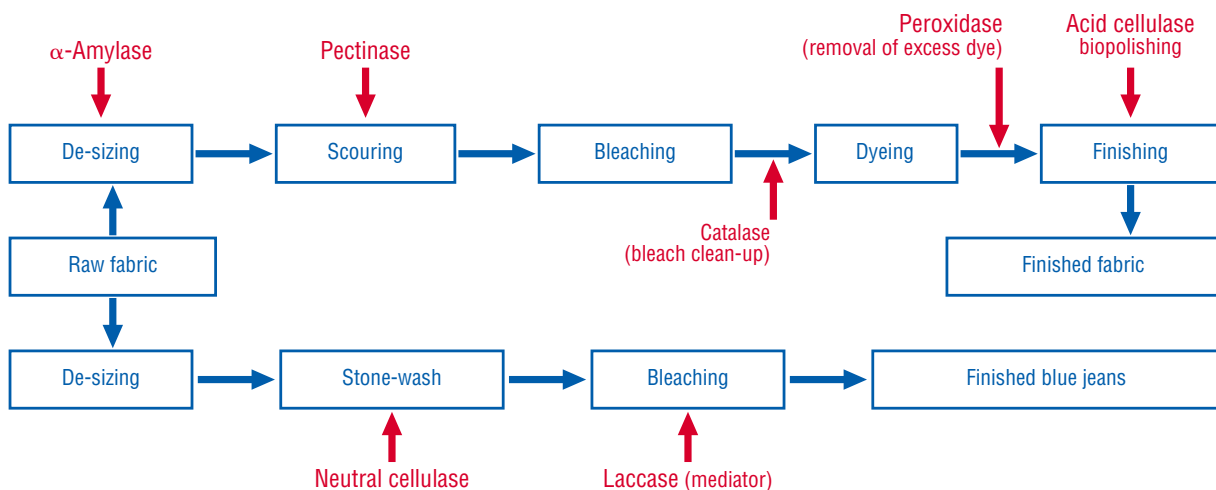 α-Amylase
Pectinase
Peroxidase
(removal of excess dye)
Acid cellulase
biopolishing
De-sizing
Scouring
Bleaching
Dyeing
Finishing
Catalase
(bleach clean-up)
Raw fabric
Finished fabric
De-sizing
Stone-wash
Bleaching
Finished blue jeans
Neutral cellulase
Laccase (mediator)